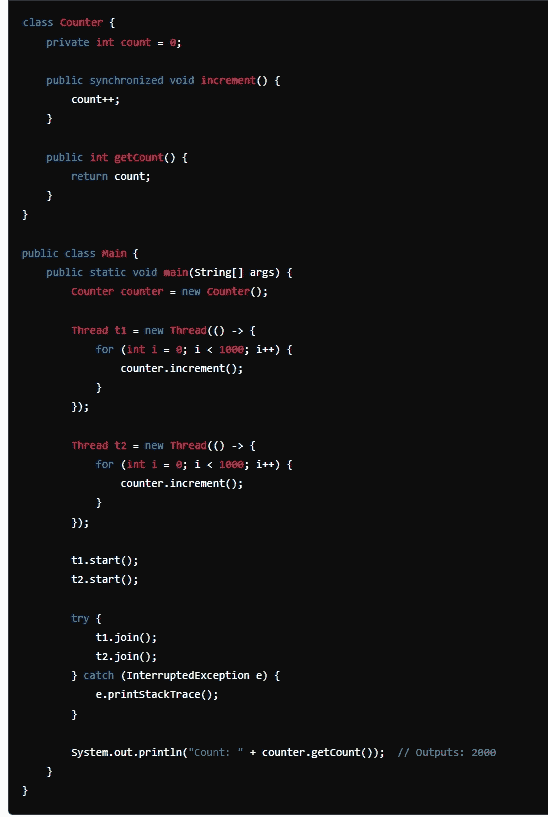 class Counter {
    private int count = 0;

    public synchronized void increment() {
        count++;
    }

    public int getCount() {
        return count;
    }
}

public class Main {
    public static void main(String[] args) {
        Counter counter = new Counter();

        Thread t1 = new Thread(() -> {
            for (int i = 0; i < 1000; i++) {
                counter.increment();
            }
        });

        Thread t2 = new Thread(() -> {
            for (int i = 0; i < 1000; i++) {
                counter.increment();
            }
        });

        t1.start();
        t2.start();

        try {
            t1.join();
            t2.join();
        } catch (InterruptedException e) {
            e.printStackTrace();
        }

        System.out.println("Count: " + counter.getCount());  // Outputs: 2000
    }
}